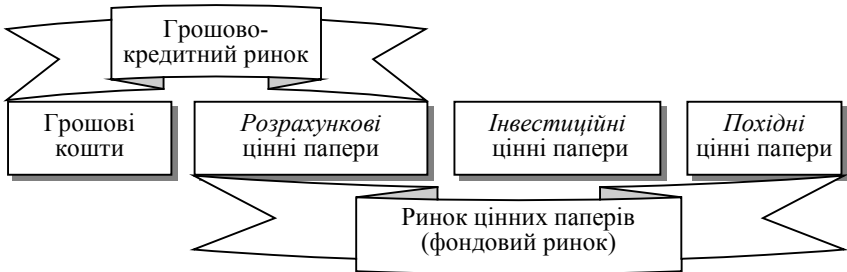 Грошово-
кредитний ринок
Грошові
кошти
Розрахункові
цінні папери
Інвестиційні
цінні папери
Похідні
цінні папери
Ринок цінних паперів
(фондовий ринок)